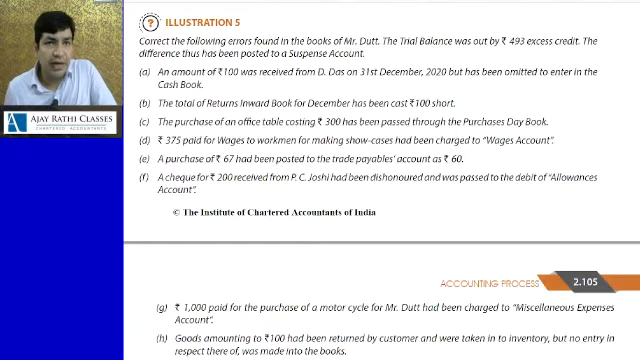 ILLUSTRATION 5
Correct the following errors found in the books of Mr. Dutt. The Trial Balance was out by ₹ 493 excess credit. The
difference thus has been posted to a Suspense Account.
(a) An amount of ₹ 100 was received from D. Das on 31st December, 2020 but has been omitted to enter in the
Cash Book.
(b) The total of Returns Inward Book for December has been cast ₹ 100 short.
(c) The purchase of an office table costing ₹ 300 has been passed through the Purchases Day Book.
(d) ₹ 375 paid for Wages to workmen for making show-cases had been charged to "Wages Account".
(e) A purchase of ₹ 67 had been posted to the trade payables' account as ₹ 60.
(f) A cheque for ₹ 200 received from P. C. Joshi had been dishonoured and was passed to the debit of "Allowances
Account".
© The Institute of Chartered Accountants of India
AJAY RATHI CLASSES
CHARTERED ACCOUNTANTS
ACCOUNTING PROCESS 2.105
(g) ₹ 1,000 paid for the purchase of a motor cycle for Mr. Dutt had been charged to "Miscellaneous Expenses
Account".
(h) Goods amounting to ₹ 100 had been returned by customer and were taken in to inventory, but no entry in
respect there of, was made into the books.